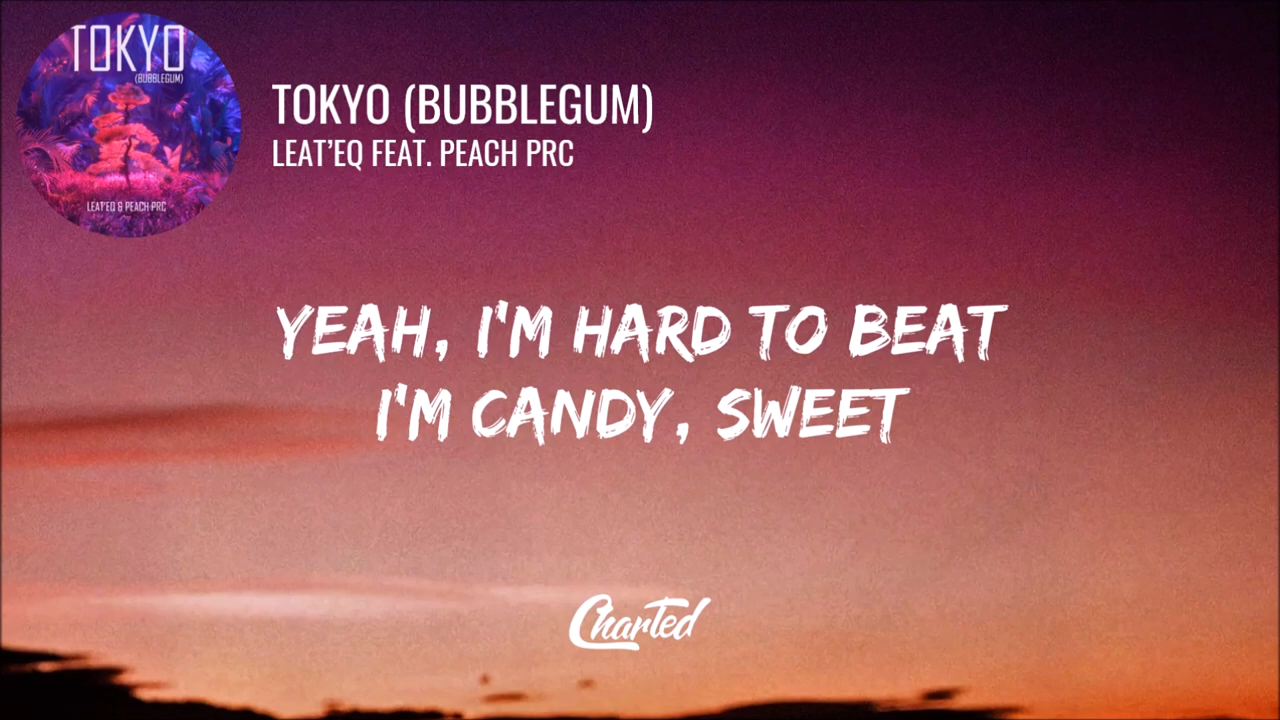 TOKYO
(BUBBLEGUM)
LEAT'EQ & PEACH PRC
TOKYO (BUBBLEGUM)
LEAT'EQ FEAT. PEACH PRC
YEAH, I'M HARD TO BEAT
I'M CANDY, SWEET
Charted